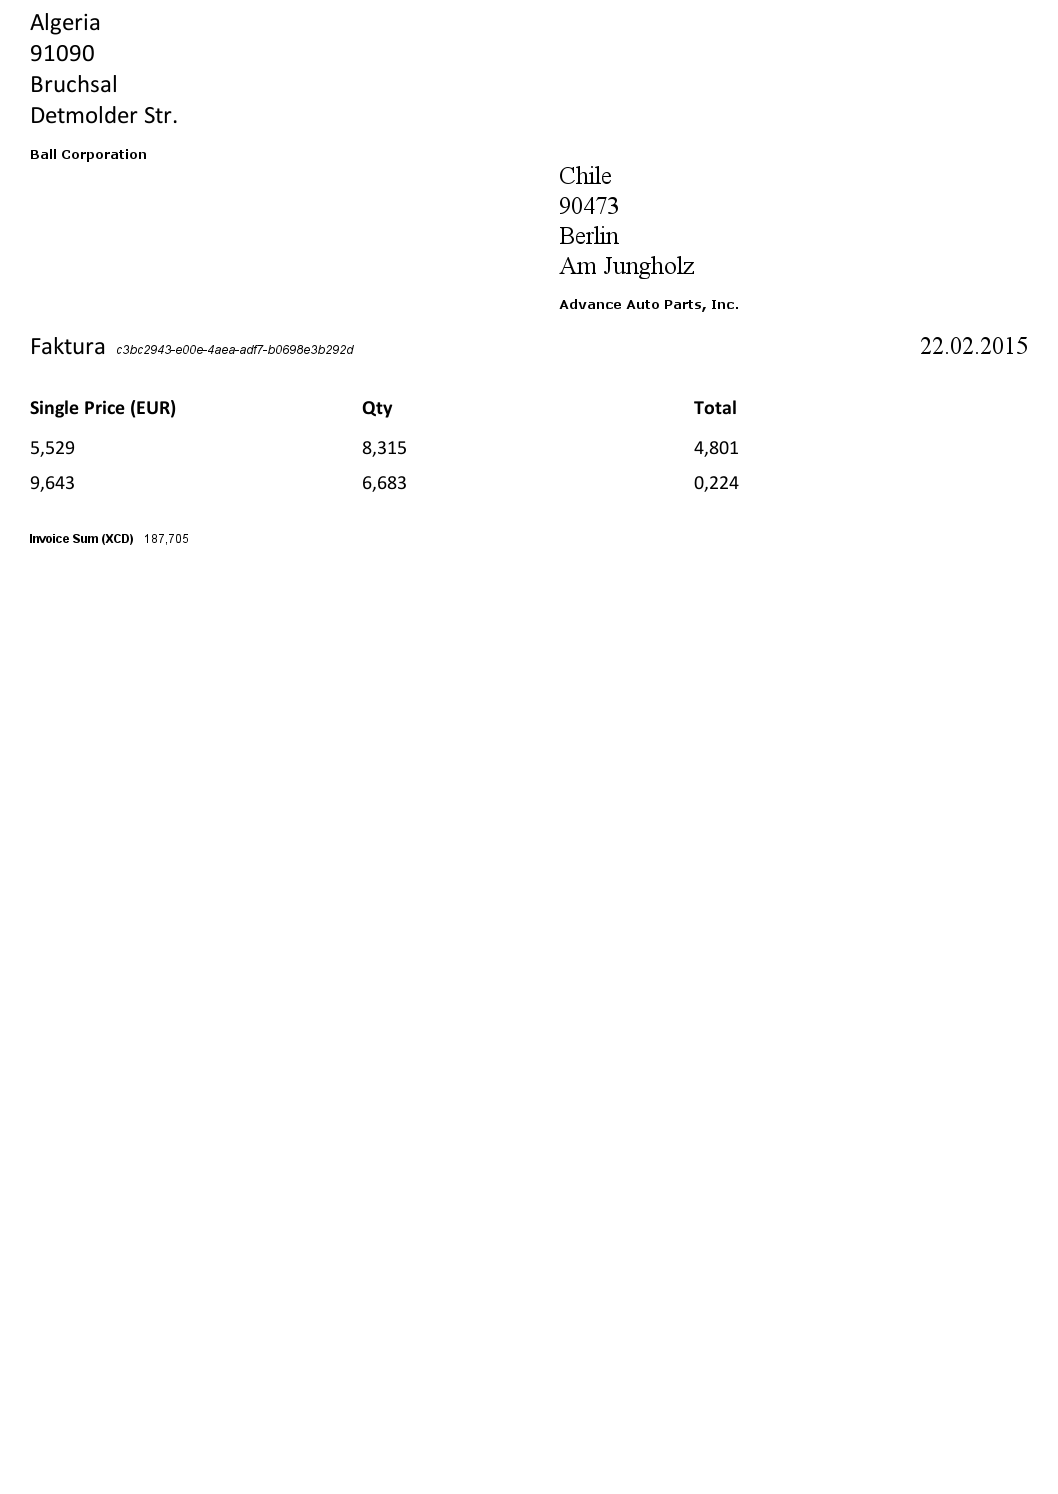 Algeria
91090
Bruchsal
Detmolder Str.
Ball Corporation
Chile
90473
Berlin
Am Jungholz
Advance Auto Parts, Inc.
Faktura c3bc2943-e00e-4aea-adf7-b0698e3b292d 22.02.2015
Single Price (EUR) Qty Total
5,529 8,315 4,801
9,643 6,683 0,224
Invoice Sum (XCD) 187,705